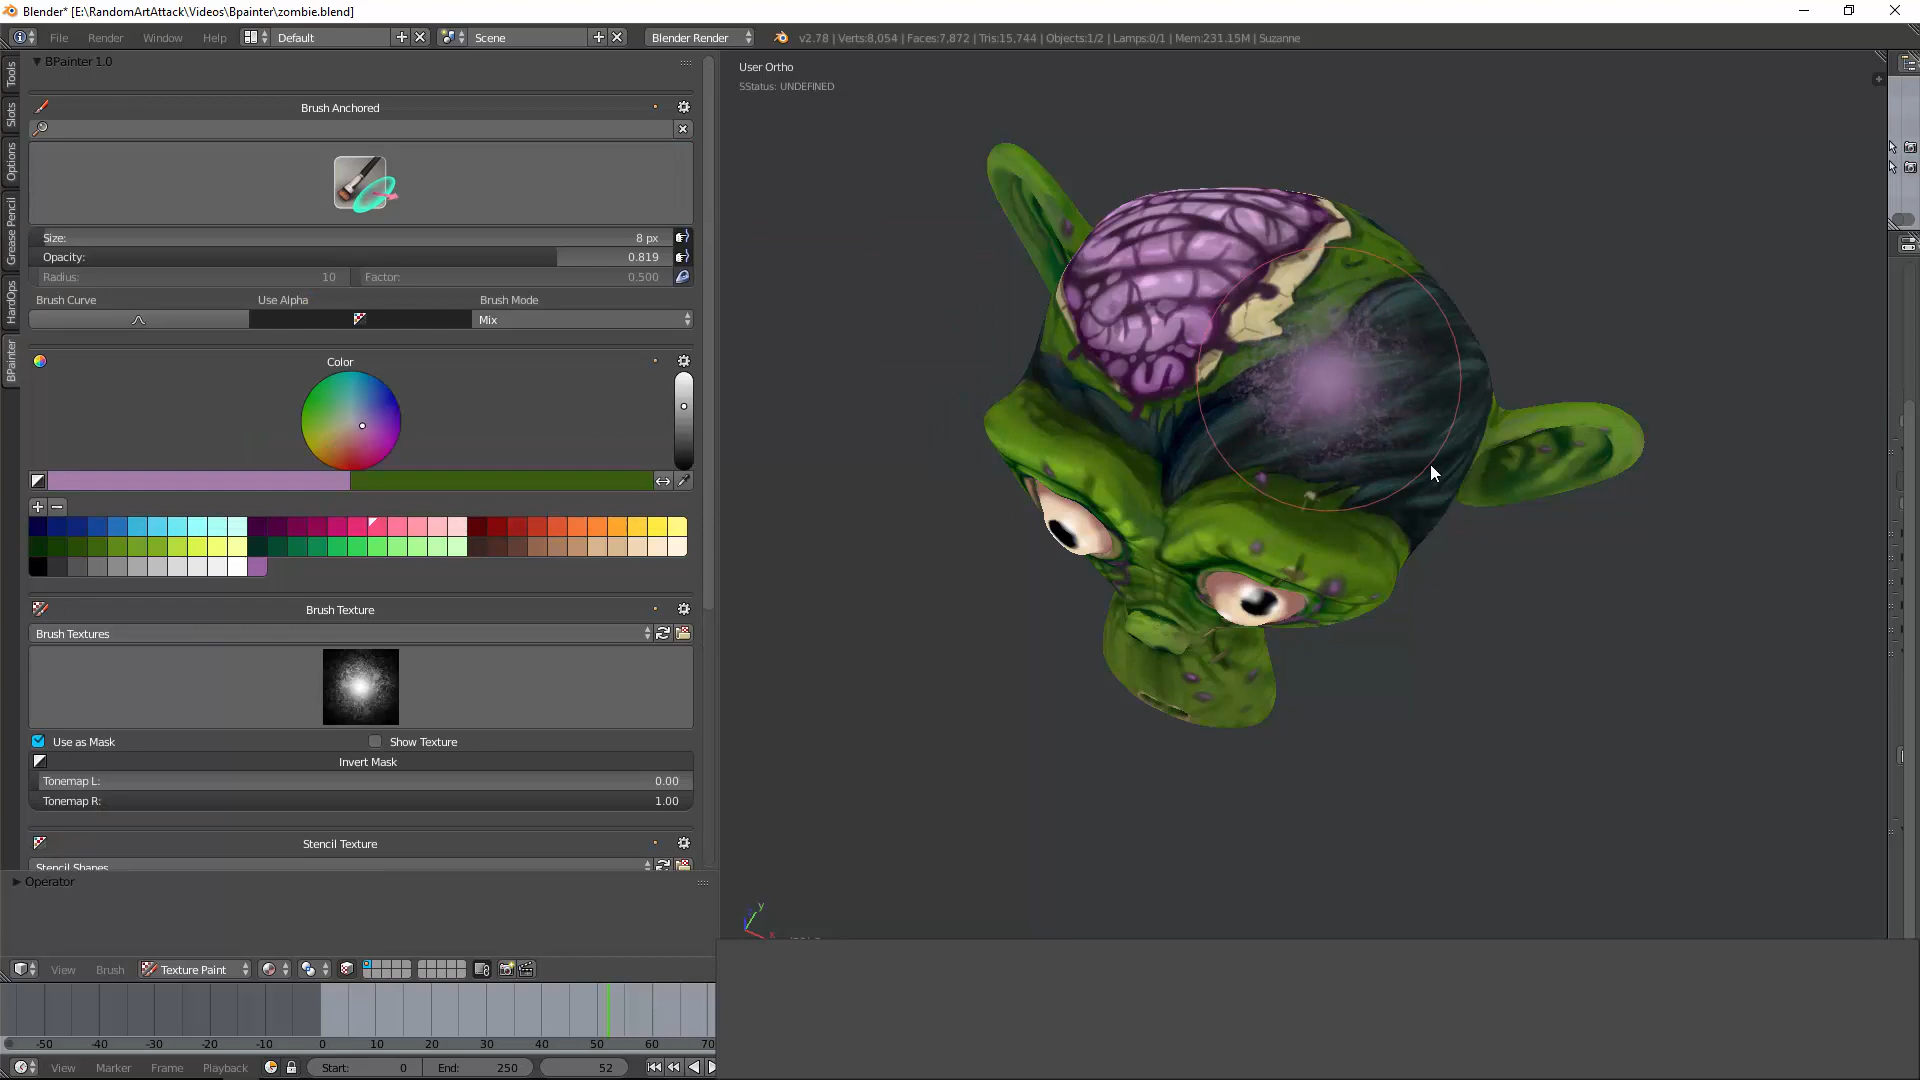 Blender* [E:\RandomArtAttack\Videos\Bpainter\zombie.blend]
File Render Window Help Default Scene Blender Render v2.78 | Verts:8,054 | Faces:7,872 | Tris:15,744 | Objects:1/2 | Lamps:0/1 | Mem:231.15M | Suzanne
Tools
Slots
Options
Grease Pencil
HardOps
BPainter
BPainter 1.0
Brush Anchored
Size: 8 px
Opacity: 0.819
Radius: 10 Factor: 0.500
Brush Curve Use Alpha Brush Mode
Mix
Color
Brush Texture
Brush Textures
Use as Mask Show Texture
Invert Mask
Tonemap L: 0.00
Tonemap R: 1.00
Stencil Texture
Stencil Shapes
Operator
User Ortho
SStatus: UNDEFINED
y
x
View Brush Texture Paint
-50 -40 -30 -20 -10 0 10 20 30 40 50 60 70
View Marker Frame Playback Start: 0 End: 250 52